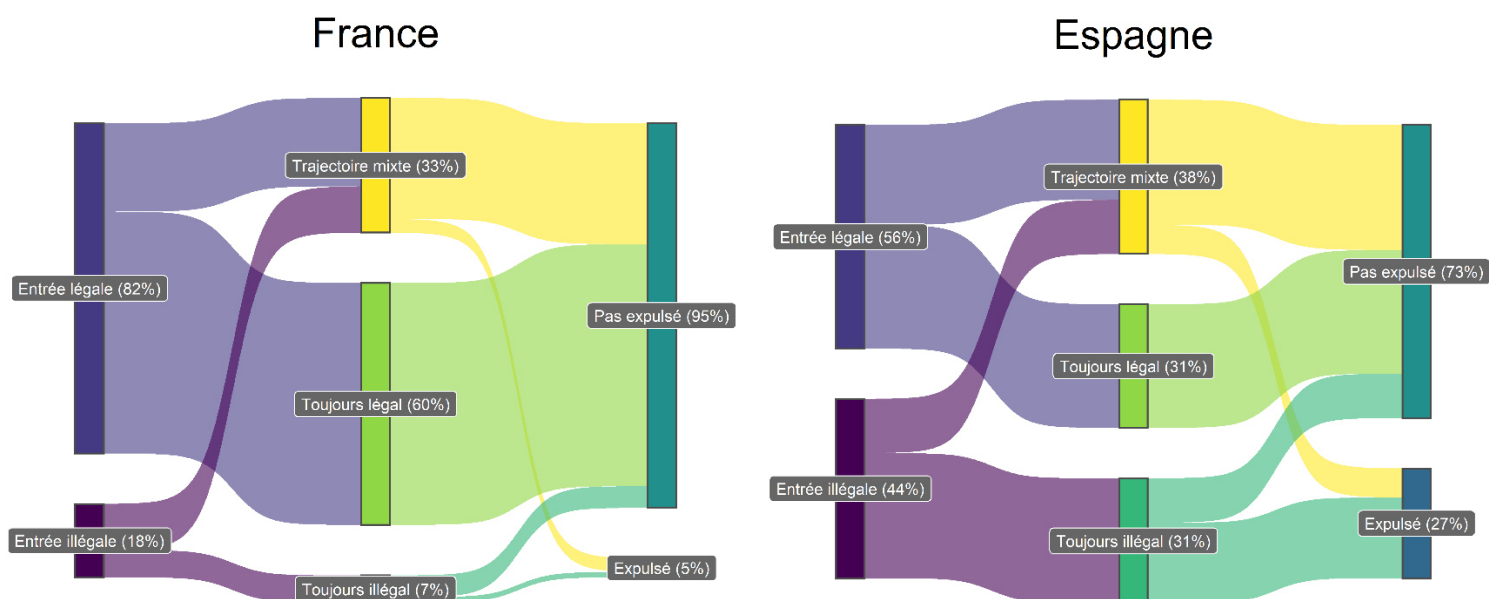 France
Entrée légale (82%)
Entrée illégale (18%)
Trajectoire mixte (33%)
Toujours légal (60%)
Toujours illégal (7%)
Pas expulsé (95%)
Expulsé (5%)
Espagne
Entrée légale (56%)
Entrée illégale (44%)
Trajectoire mixte (38%)
Toujours légal (31%)
Toujours illégal (31%)
Pas expulsé (73%)
Expulsé (27%)